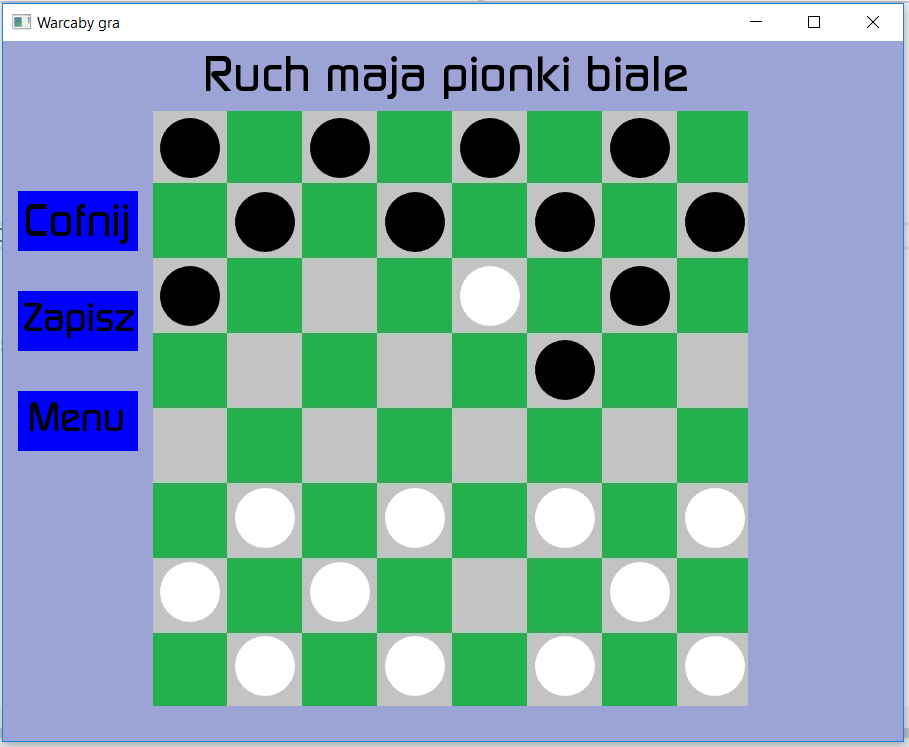 Warcaby gra
Ruch maja pionki biale
Cofnij
Zapisz
Menu